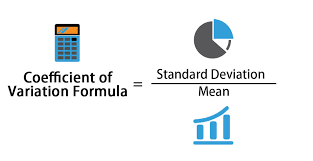 Coefficient of
Variation Formula
=
Standard Deviation
Mean